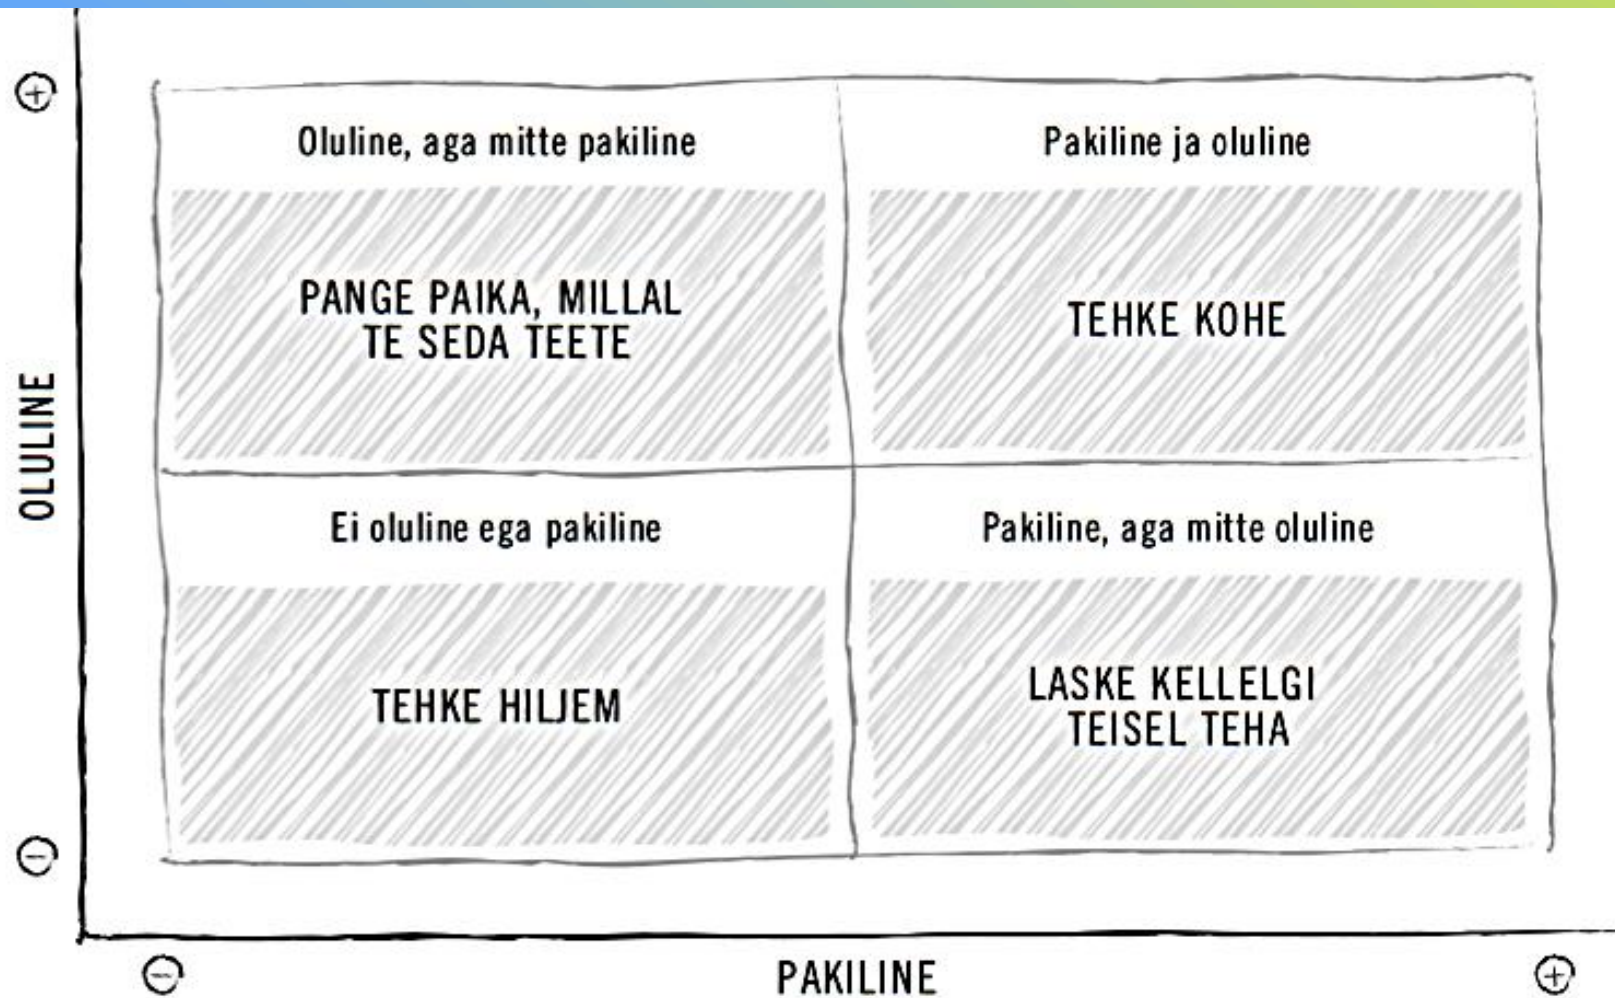 Oluline, aga mitte pakiline
PANGE PAIKA, MILLAL
TE SEDA TEETE
Pakiline ja oluline
TEHKE KOHE
OLULINE
Ei oluline ega pakiline
TEHKE HILJEM
Pakiline, aga mitte oluline
LASKE KELLELGI
TEISEL TEHA
PAKILINE